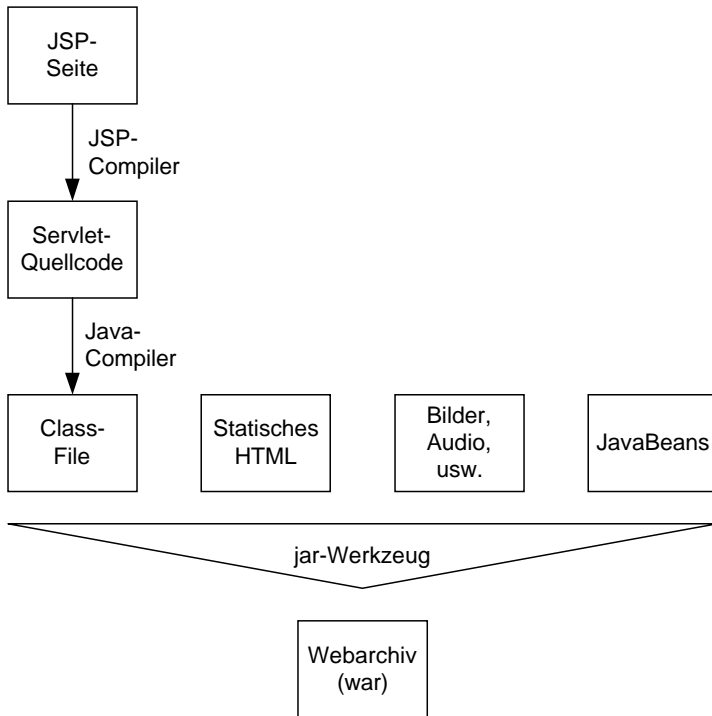 JSP-
Seite
JSP-
Compiler
Servlet-
Quellcode
Java-
Compiler
Class-
File
Statisches
HTML
Bilder,
Audio,
usw.
JavaBeans
jar-Werkzeug
Webarchiv
(war)